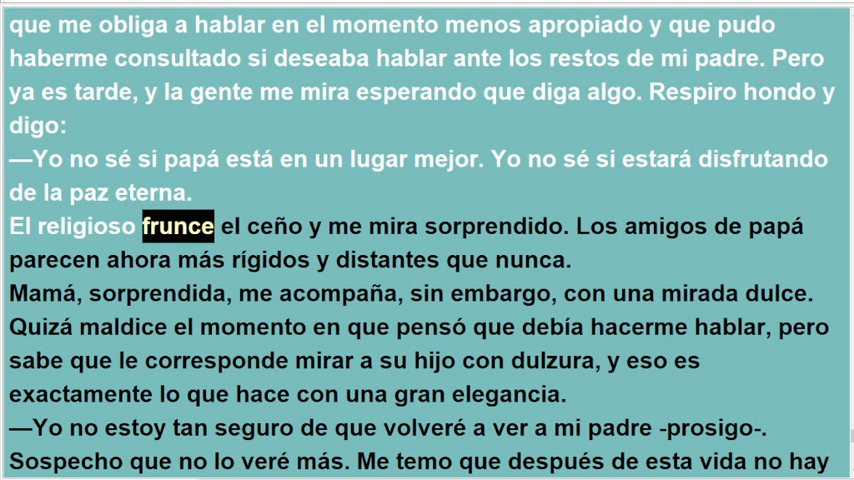 que me obliga a hablar en el momento menos apropiado y que pudo
haberme consultado si deseaba hablar ante los restos de mi padre. Pero
ya es tarde, y la gente me mira esperando que diga algo. Respiro hondo y
digo:
—Yo no sé si papá está en un lugar mejor. Yo no sé si estará disfrutando
de la paz eterna.
El religioso frunce el ceño y me mira sorprendido. Los amigos de papá
parecen ahora más rígidos y distantes que nunca.
Mamá, sorprendida, me acompaña, sin embargo, con una mirada dulce.
Quizá maldice el momento en que pensó que debía hacerme hablar, pero
sabe que le corresponde mirar a su hijo con dulzura, y eso es
exactamente lo que hace con una gran elegancia.
—Yo no estoy tan seguro de que volveré a ver a mi padre -prosigo-.
Sospecho que no lo veré más. Me temo que después de esta vida no hay